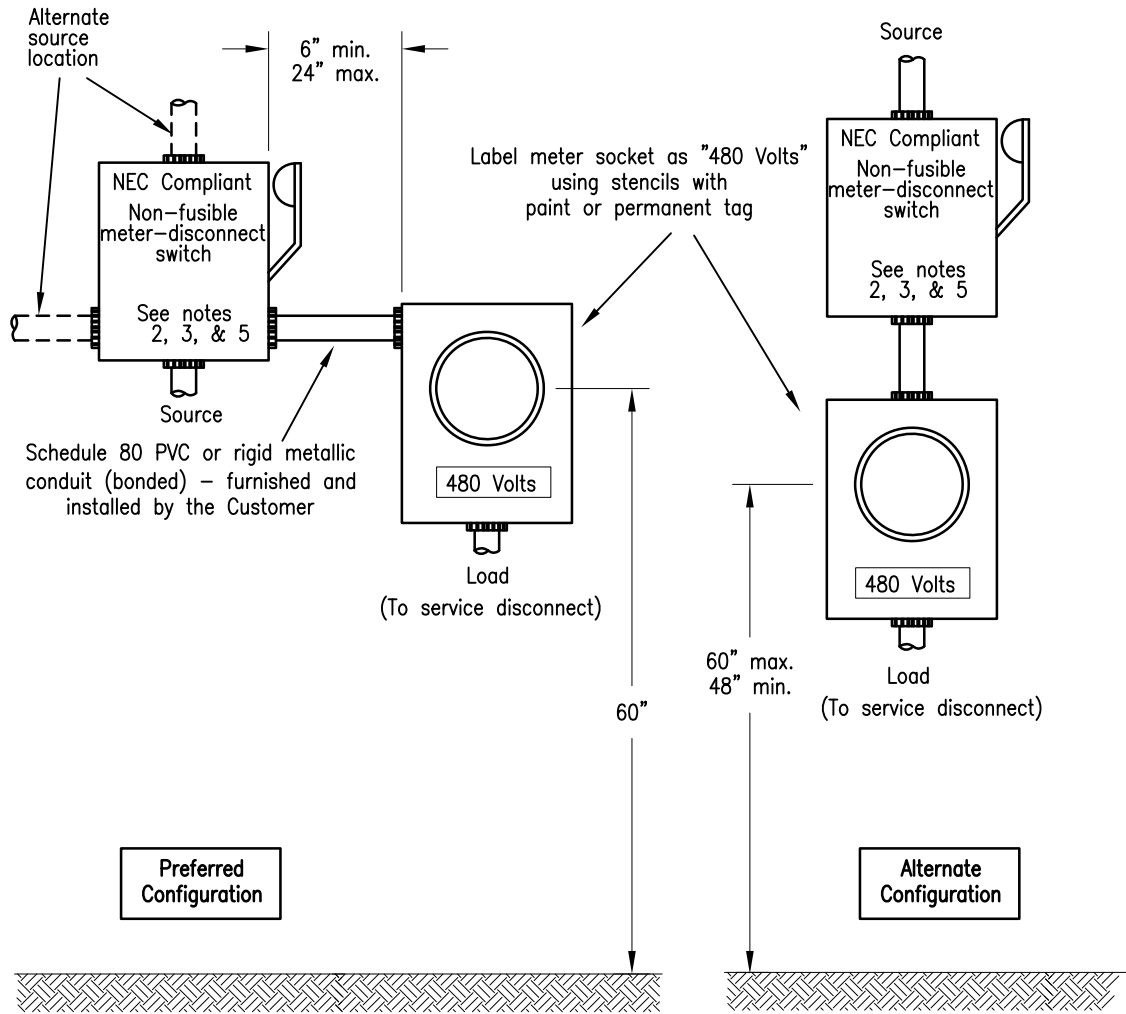 Alternate
source
location
6" min.
24" max.
NEC Compliant
Non-fusible
meter-disconnect
switch
See notes
2, 3, & 5
Source
Schedule 80 PVC or rigid metallic
conduit (bonded) – furnished and
installed by the Customer
Label meter socket as "480 Volts"
using stencils with
paint or permanent tag
480 Volts
Load
(To service disconnect)
60"
Preferred
Configuration
Source
NEC Compliant
Non-fusible
meter-disconnect
switch
See notes
2, 3, & 5
480 Volts
Load
(To service disconnect)
60" max.
48" min.
Alternate
Configuration